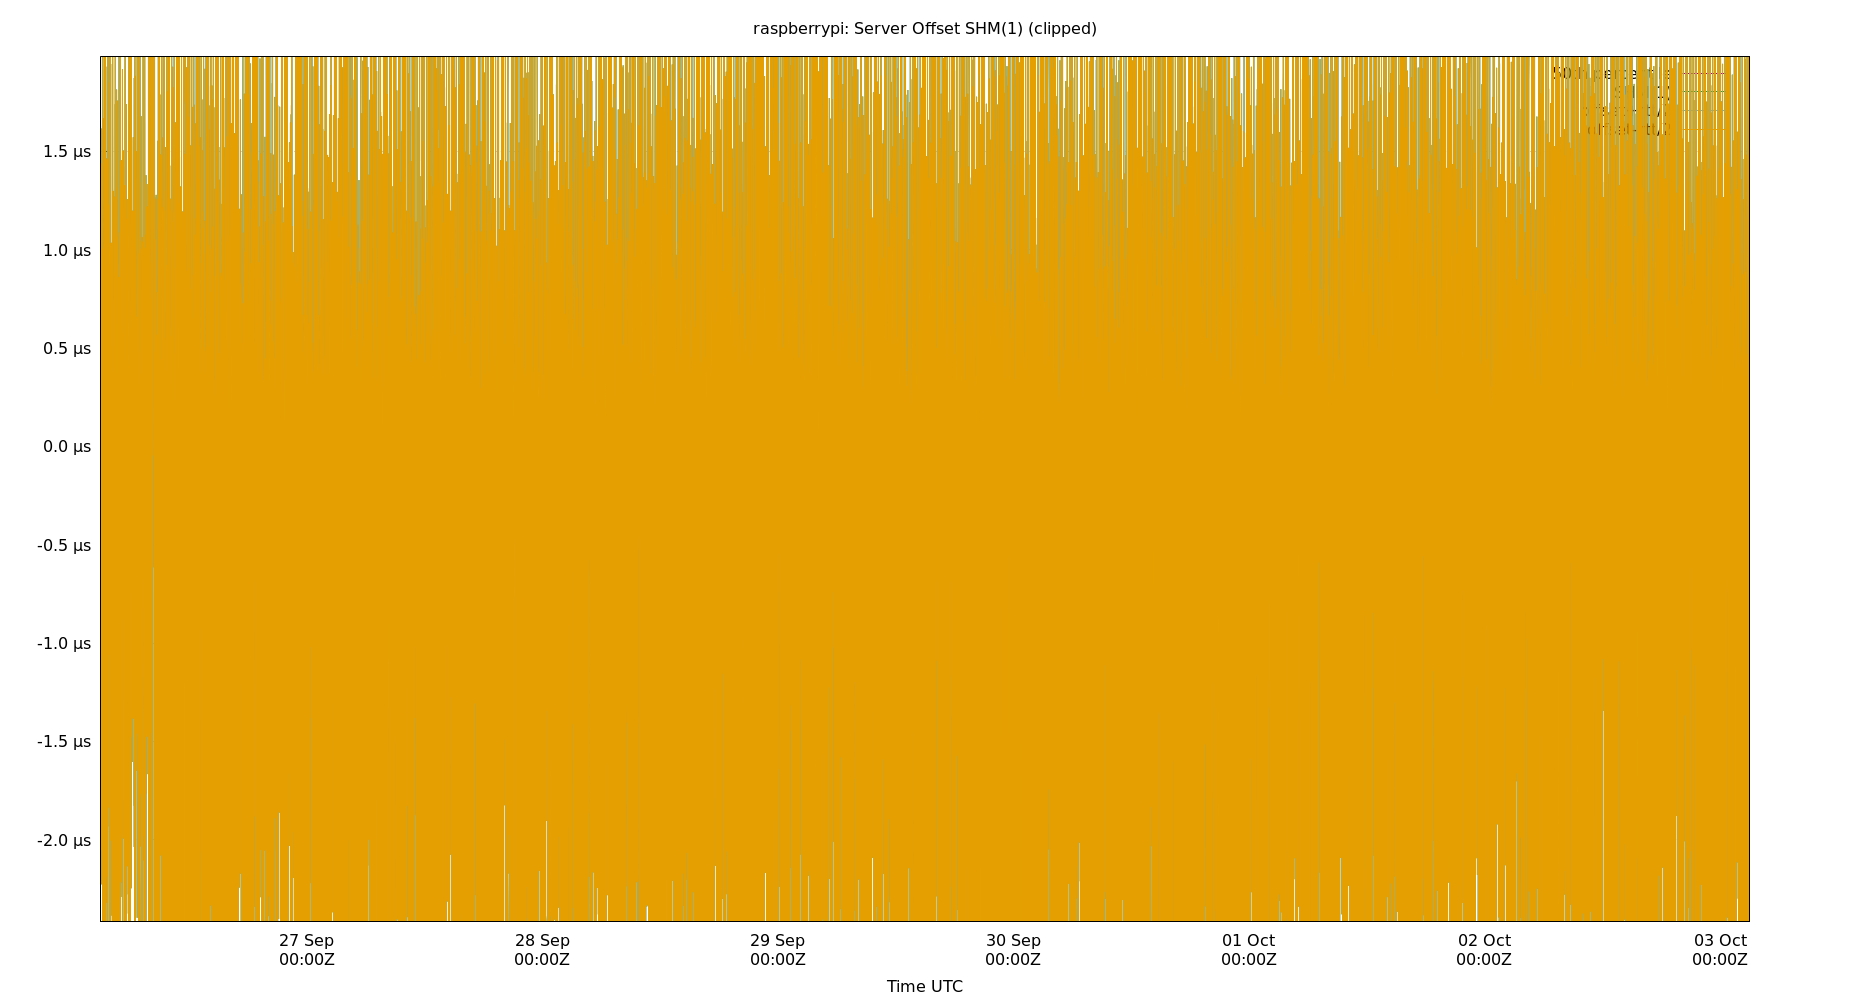 raspberrypi: Server Offset SHM(1) (clipped)
1.5 µs
1.0 µs
0.5 µs
0.0 µs
-0.5 µs
-1.0 µs
-1.5 µs
-2.0 µs
27 Sep 28 Sep 29 Sep 30 Sep 01 Oct 02 Oct 03 Oct
00:00Z 00:00Z 00:00Z 00:00Z 00:00Z 00:00Z 00:00Z
Time UTC